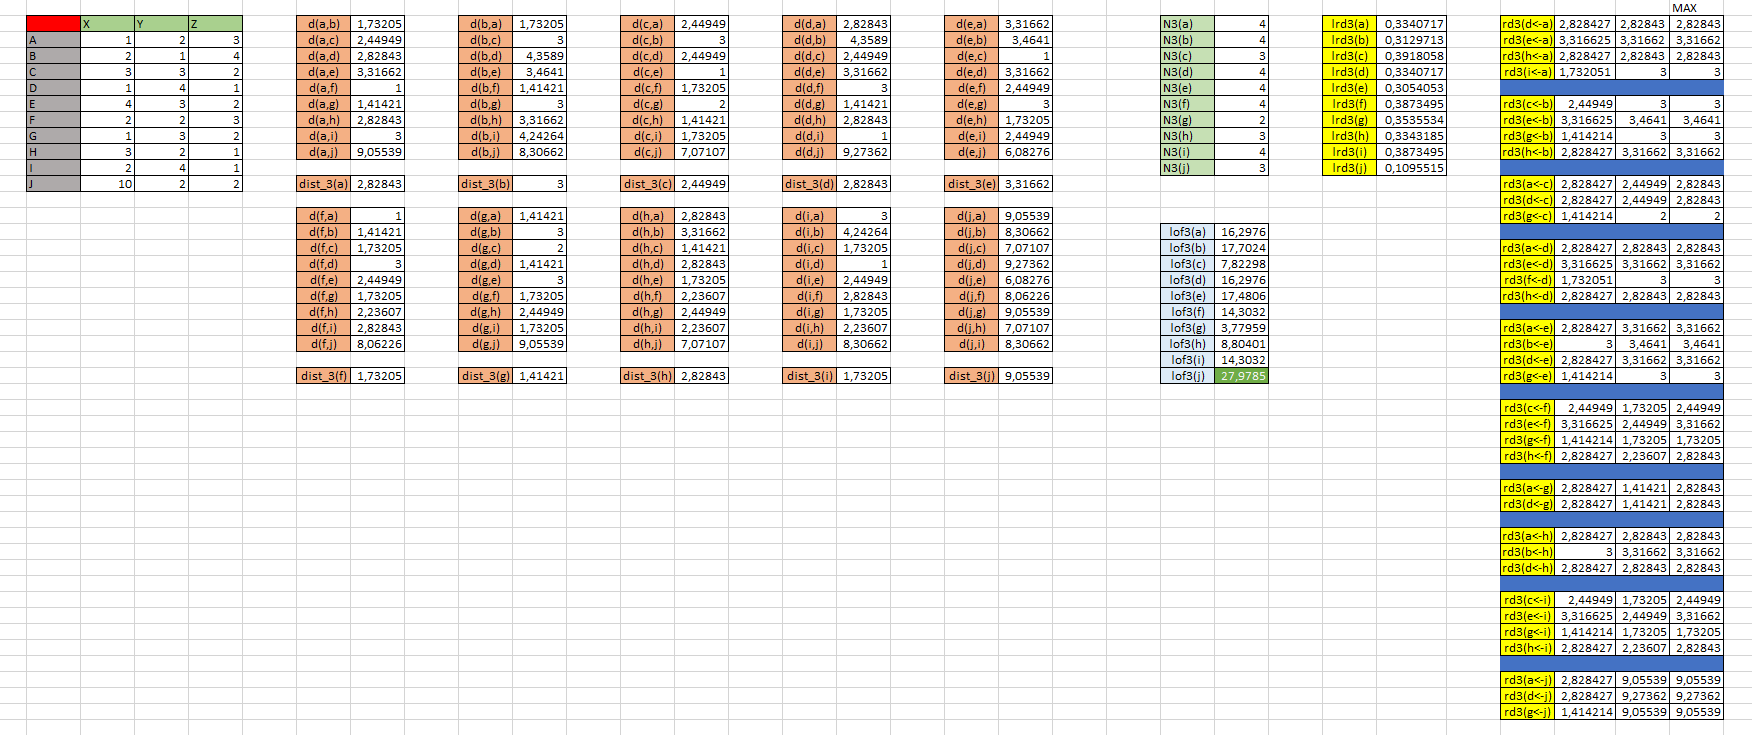 MAX
X Y Z d(a,b) 1,73205 d(b,a) 1,73205 d(c,a) 2,44949 d(d,a) 2,82843 d(e,a) 3,31662 N3(a) 4 lrd3(a) 0,3340717 rd3(d<-a) 2,828427 2,82843 2,82843
A 1 2 3 d(a,c) 2,44949 d(b,c) 3 d(c,b) 3 d(d,b) 4,3589 d(e,b) 3,4641 N3(b) 4 lrd3(b) 0,3129713 rd3(e<-a) 3,316625 3,31662 3,31662
B 2 1 4 d(a,d) 2,82843 d(b,d) 4,3589 d(c,d) 2,44949 d(d,c) 2,44949 d(e,c) 1 N3(c) 3 lrd3(c) 0,3918058 rd3(h<-a) 2,828427 2,82843 2,82843
C 3 3 2 d(a,e) 3,31662 d(b,e) 3,4641 d(c,e) 1 d(d,e) 3,31662 d(e,d) 3,31662 N3(d) 4 lrd3(d) 0,3340717 rd3(i<-a) 1,732051 3 3
D 1 4 1 d(a,f) 1 d(b,f) 1,41421 d(c,f) 1,73205 d(d,f) 3 d(e,f) 2,44949 N3(e) 4 lrd3(e) 0,3054053
E 4 3 2 d(a,g) 1,41421 d(b,g) 3 d(c,g) 2 d(d,g) 1,41421 d(e,g) 3 N3(f) 4 lrd3(f) 0,3873495 rd3(c<-b) 2,44949 3 3
F 2 2 3 d(a,h) 2,82843 d(b,h) 3,31662 d(c,h) 1,41421 d(d,h) 2,82843 d(e,h) 1,73205 N3(g) 2 lrd3(g) 0,3535534 rd3(e<-b) 3,316625 3,4641 3,4641
G 1 3 2 d(a,i) 3 d(b,i) 4,24264 d(c,i) 1,73205 d(d,i) 1 d(e,i) 2,44949 N3(h) 3 lrd3(h) 0,3343185 rd3(g<-b) 1,414214 3 3
H 3 2 1 d(a,j) 9,05539 d(b,j) 8,30662 d(c,j) 7,07107 d(d,j) 9,27362 d(e,j) 6,08276 N3(i) 4 lrd3(i) 0,3873495 rd3(h<-b) 2,828427 3,31662 3,31662
I 2 4 1 N3(j) 3 lrd3(j) 0,1095515
J 10 2 2 dist_3(a) 2,82843 dist_3(b) 3 dist_3(c) 2,44949 dist_3(d) 2,82843 dist_3(e) 3,31662 rd3(a<-c) 2,828427 2,44949 2,82843
rd3(d<-c) 2,828427 2,44949 2,82843
d(f,a) 1 d(g,a) 1,41421 d(h,a) 2,82843 d(i,a) 3 d(j,a) 9,05539 rd3(g<-c) 1,414214 2 2
d(f,b) 1,41421 d(g,b) 3 d(h,b) 3,31662 d(i,b) 4,24264 d(j,b) 8,30662 lof3(a) 16,2976
d(f,c) 1,73205 d(g,c) 2 d(h,c) 1,41421 d(i,c) 1,73205 d(j,c) 7,07107 lof3(b) 17,7024 rd3(a<-d) 2,828427 2,82843 2,82843
d(f,d) 3 d(g,d) 1,41421 d(h,d) 2,82843 d(i,d) 1 d(j,d) 9,27362 lof3(c) 7,82298 rd3(e<-d) 3,316625 3,31662 3,31662
d(f,e) 2,44949 d(g,e) 3 d(h,e) 1,73205 d(i,e) 2,44949 d(j,e) 6,08276 lof3(d) 16,2976 rd3(f<-d) 1,732051 3 3
d(f,g) 1,73205 d(g,f) 1,73205 d(h,f) 2,23607 d(i,f) 2,82843 d(j,f) 8,06226 lof3(e) 17,4806 rd3(h<-d) 2,828427 2,82843 2,82843
d(f,h) 2,23607 d(g,h) 2,44949 d(h,g) 2,44949 d(i,g) 1,73205 d(j,g) 9,05539 lof3(f) 14,3032
d(f,i) 2,82843 d(g,i) 1,73205 d(h,i) 2,23607 d(i,h) 2,23607 d(j,h) 7,07107 lof3(g) 3,77959 rd3(a<-e) 2,828427 3,31662 3,31662
d(f,j) 8,06226 d(g,j) 9,05539 d(h,j) 7,07107 d(i,j) 8,30662 d(j,i) 8,30662 lof3(h) 8,80401 rd3(b<-e) 3 3,4641 3,4641
lof3(i) 14,3032 rd3(d<-e) 2,828427 3,31662 3,31662
dist_3(f) 1,73205 dist_3(g) 1,41421 dist_3(h) 2,82843 dist_3(i) 1,73205 dist_3(j) 9,05539 lof3(j) 27,9785 rd3(g<-e) 1,414214 3 3
rd3(c<-f) 2,44949 1,73205 2,44949
rd3(e<-f) 3,316625 2,44949 3,31662
rd3(g<-f) 1,414214 1,73205 1,73205
rd3(h<-f) 2,828427 2,23607 2,82843
rd3(a<-g) 2,828427 1,41421 2,82843
rd3(d<-g) 2,828427 1,41421 2,82843
rd3(a<-h) 2,828427 2,82843 2,82843
rd3(b<-h) 3 3,31662 3,31662
rd3(d<-h) 2,828427 2,82843 2,82843
rd3(c<-i) 2,44949 1,73205 2,44949
rd3(e<-i) 3,316625 2,44949 3,31662
rd3(g<-i) 1,414214 1,73205 1,73205
rd3(h<-i) 2,828427 2,23607 2,82843
rd3(a<-j) 2,828427 9,05539 9,05539
rd3(d<-j) 2,828427 9,27362 9,27362
rd3(g<-j) 1,414214 9,05539 9,05539